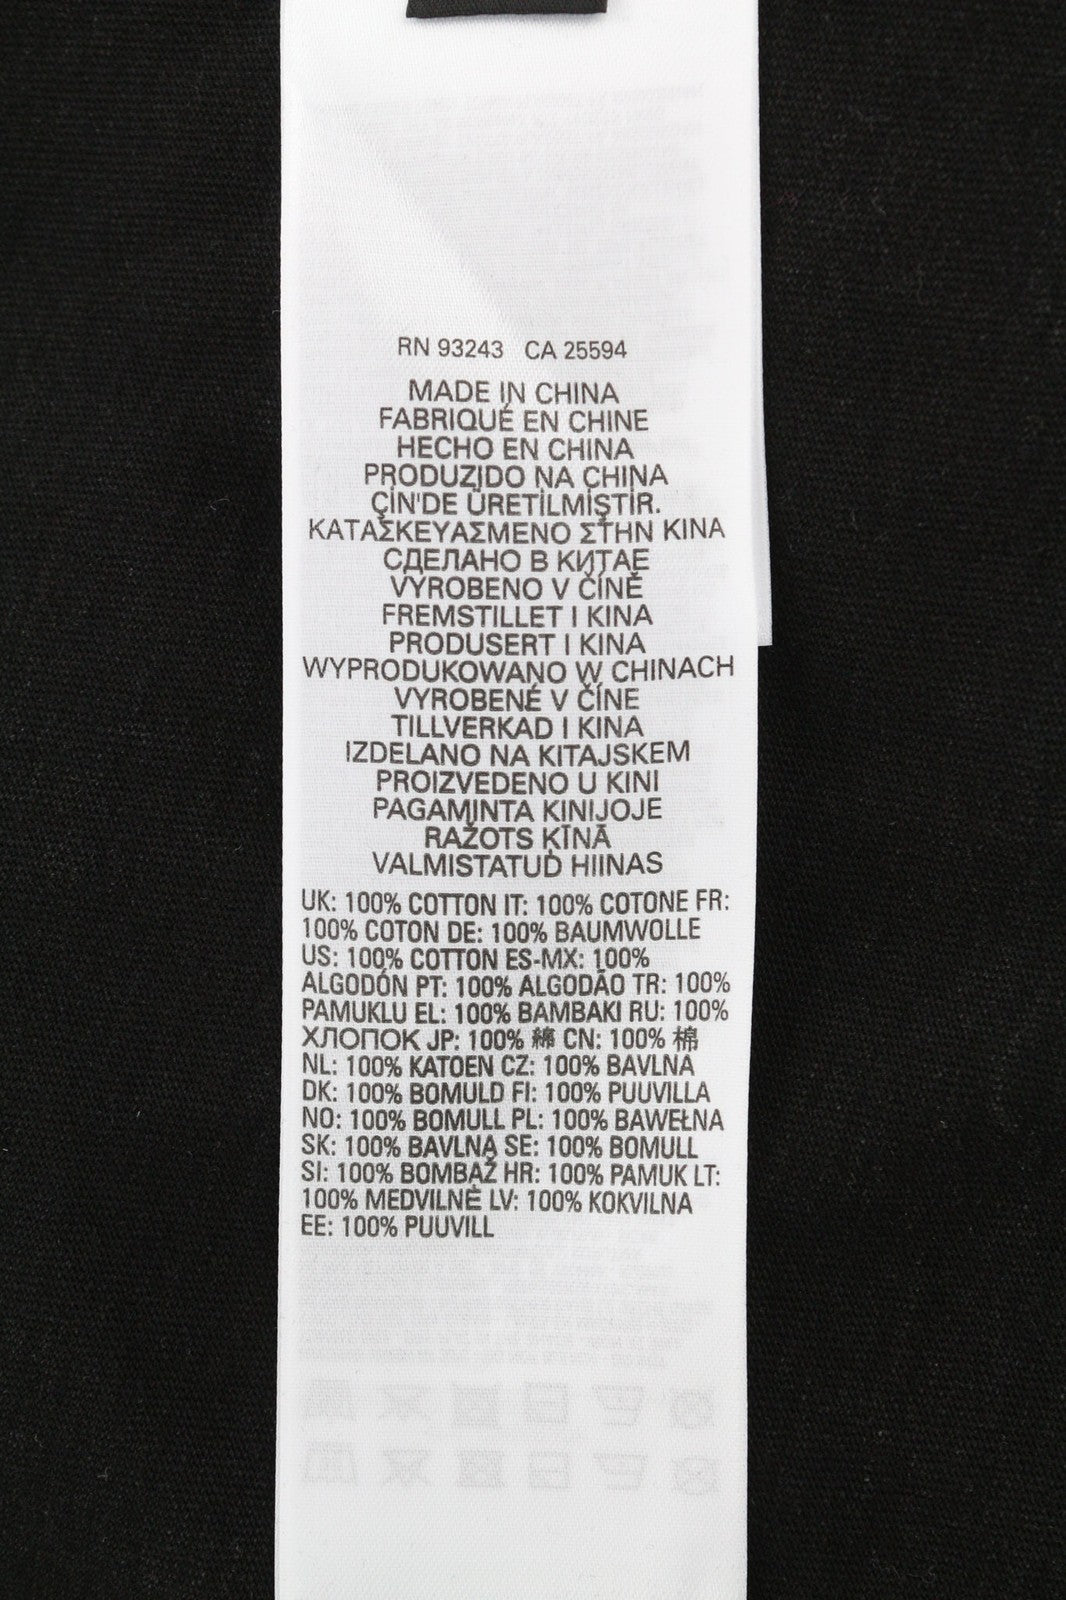 RN 93243 CA 25594
MADE IN CHINA
FABRIQUÉ EN CHINE
HECHO EN CHINA
PRODUZIDO NA CHINA
ÇİN'DE ÜRETİLMİŞTİR.
ΚΑΤΑΣΚΕΥΑΣΜΕΝΟ ΣΤΗΝ ΚΙΝΑ
СДЕЛАНО В КИТАЕ
VYROBENO V ČÍNĚ
FREMSTILLET I KINA
PRODUSERT I KINA
WYPRODUKOWANO W CHINACH
VYROBENÉ V ČÍNE
TILLVERKAD I KINA
IZDELANO NA KITAJSKEM
PROIZVEDENO U KINI
PAGAMINTA KINIJOJE
RAŽOTS ĶĪNĀ
VALMISTATUD HIINAS
UK: 100% COTTON IT: 100% COTONE FR:
100% COTON DE: 100% BAUMWOLLE
US: 100% COTTON ES-MX: 100%
ALGODÓN PT: 100% ALGODÃO TR: 100%
PAMUKLU EL: 100% BAMBAKI RU: 100%
ХЛОПОК JP: 100% 綿 CN: 100% 棉
NL: 100% KATOEN CZ: 100% BAVLNA
DK: 100% BOMULD FI: 100% PUUVILLA
NO: 100% BOMULL PL: 100% BAWEŁNA
SK: 100% BAVLNA SE: 100% BOMULL
SI: 100% BOMBAŽ HR: 100% PAMUK LT:
100% MEDVILNĖ LV: 100% KOKVILNA
EE: 100% PUUVILL